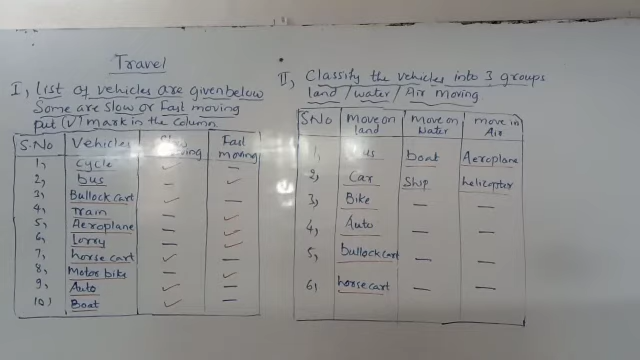 Travel
I, List of vehicles are given below
Some are slow or Fast moving
put (✓) mark in the column
S.No Vehicles Slow moving Fast moving
1, cycle ✓ —
2, bus — ✓
3, Bullock cart ✓ —
4, Train — ✓
5, Aeroplane — ✓
6, Lorry — ✓
7, horse cart ✓ —
8, Motor bike — ✓
9, Auto ✓ —
10, Boat ✓ —
II, Classify the vehicles into 3 groups
land / water / Air moving
S.No Move on land Move on Water move in Air
1, bus boat Aeroplane
2, Car Ship helicopter
3, Bike — —
4, Auto — —
5, bullock cart — —
6, horse cart — —